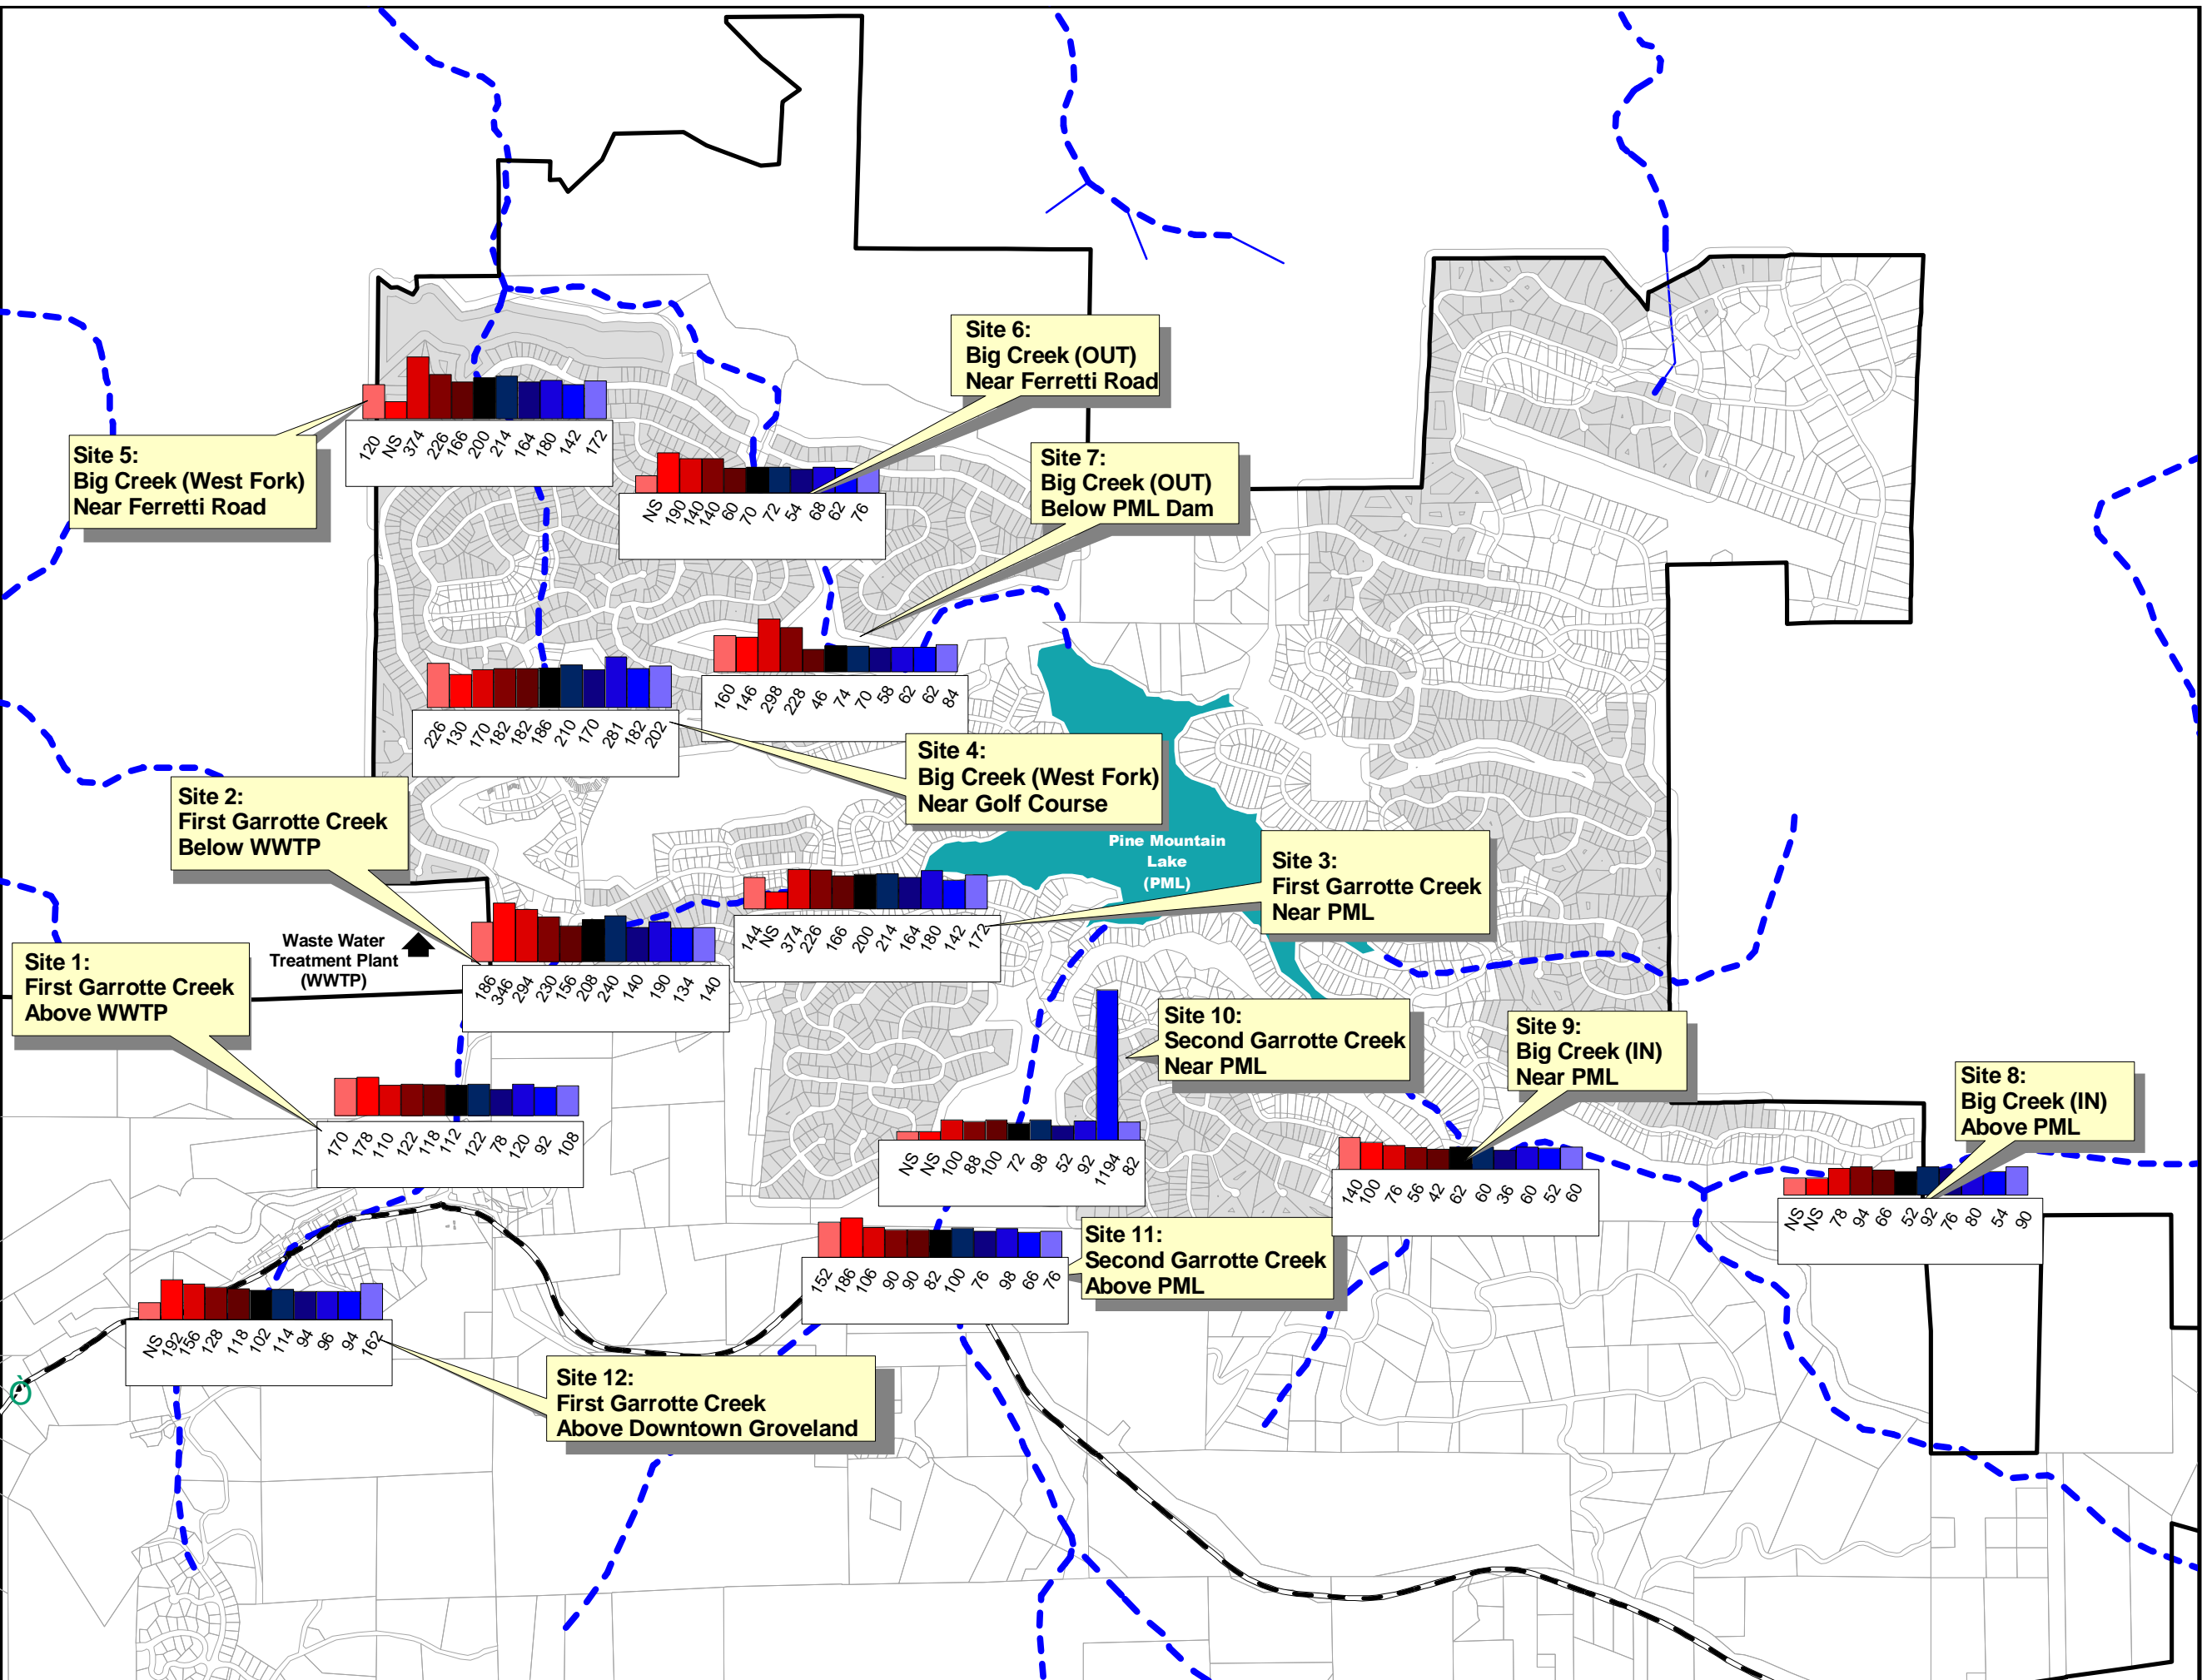 Site 6:
Big Creek (OUT)
Near Ferretti Road
120 NS 374 226 166 200 214 164 180 142 172
Site 5:
Big Creek (West Fork)
Near Ferretti Road
Site 7:
Big Creek (OUT)
Below PML Dam
NS 190 140 140 60 70 72 54 68 62 76
160 146 298 228 46 74 70 58 62 62 84
226 130 170 182 182 186 210 170 281 182 202
Site 4:
Big Creek (West Fork)
Near Golf Course
Site 2:
First Garrotte Creek
Below WWTP
Pine Mountain
Lake
(PML)
Site 3:
First Garrotte Creek
Near PML
144 NS 374 226 166 200 214 164 180 142 172
Waste Water
Treatment Plant
(WWTP)
Site 1:
First Garrotte Creek
Above WWTP
186 346 294 230 156 208 240 140 190 134 140
Site 10:
Second Garrotte Creek
Near PML
Site 9:
Big Creek (IN)
Near PML
Site 8:
Big Creek (IN)
Above PML
170 178 110 122 118 112 122 78 120 92 108
NS NS 100 88 100 72 98 52 92 1194 82
140 100 76 56 42 62 60 36 60 52 60
NS NS 78 94 66 52 92 76 80 54 90
Site 11:
Second Garrotte Creek
Above PML
152 186 106 90 90 82 100 76 98 66 76
NS 192 156 128 118 102 114 94 96 94 162
Site 12:
First Garrotte Creek
Above Downtown Groveland